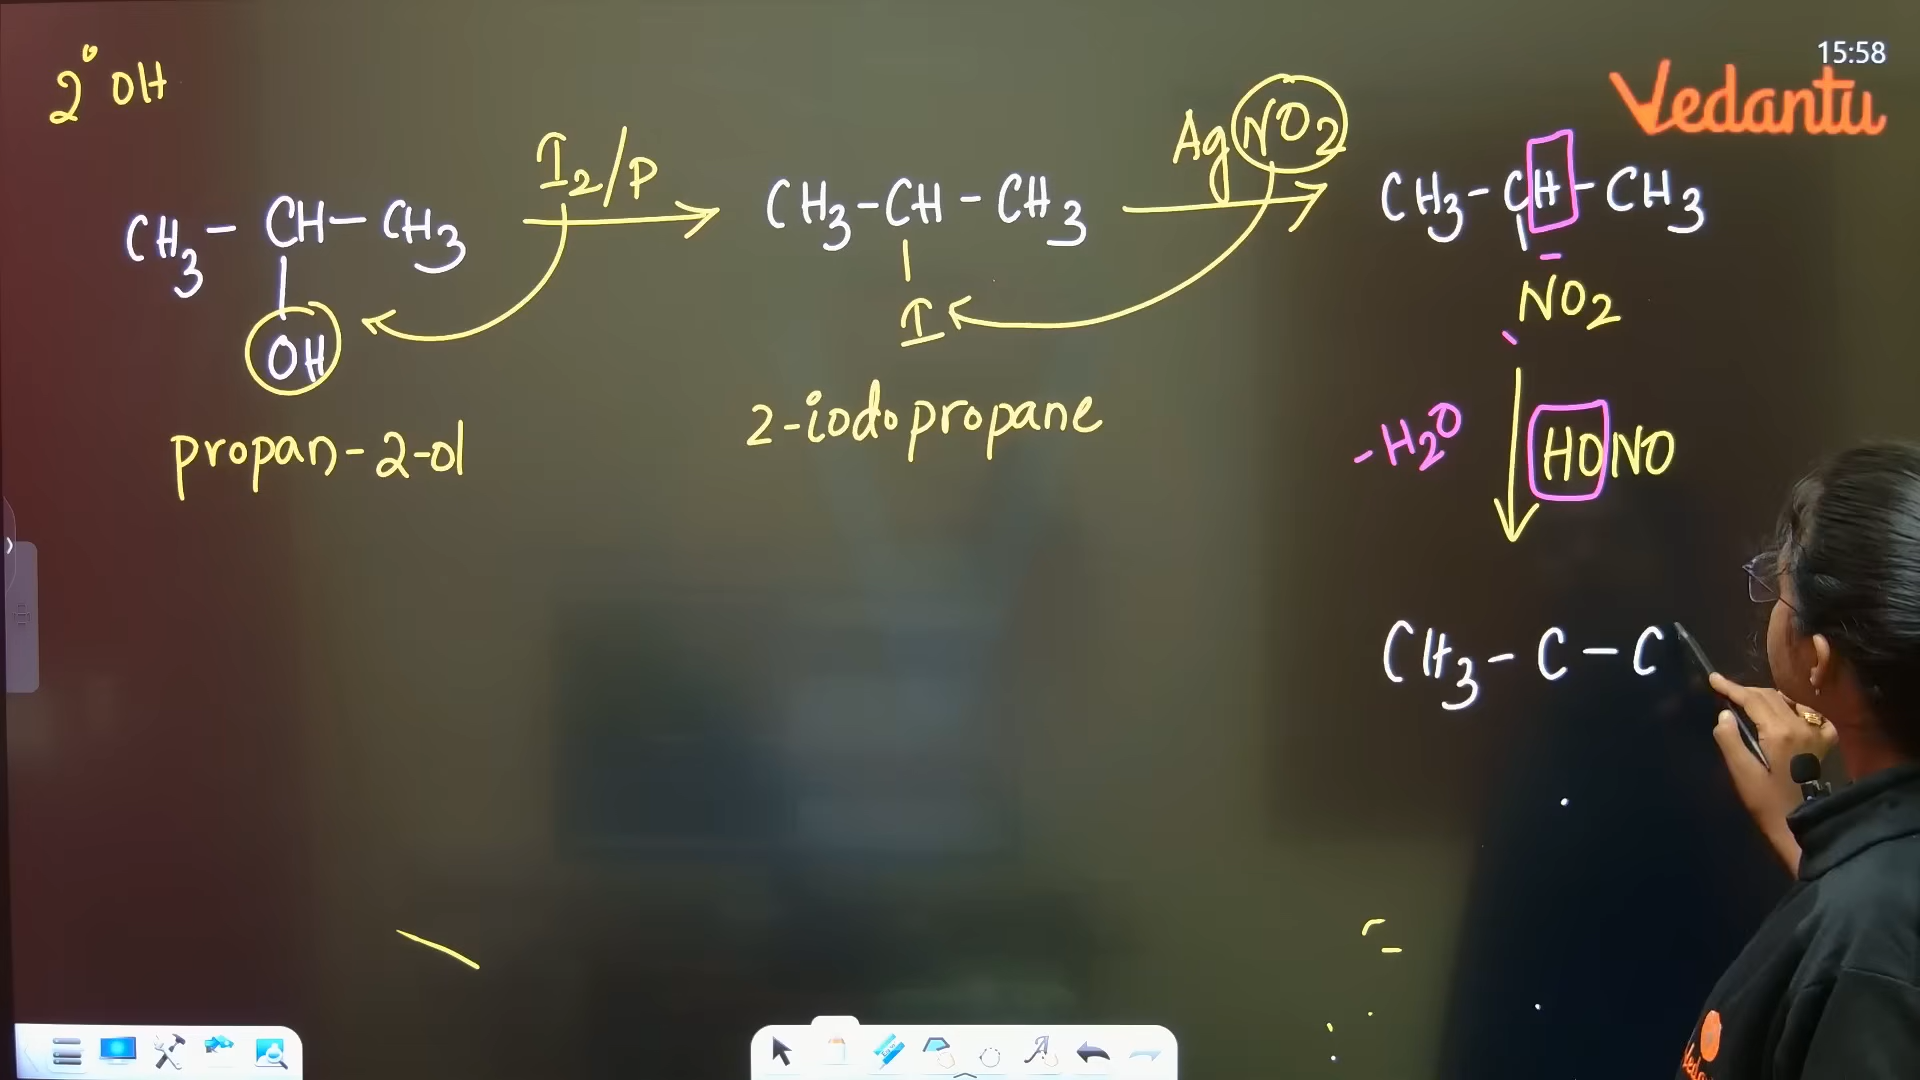 15:58
Vedantu
2° OH
CH3 - CH - CH3
OH
propan-2-ol
I2/P
CH3 - CH - CH3
I
2-iodopropane
AgNO2
CH3 - CH - CH3
NO2
-H2O
HONO
CH3 - C - C